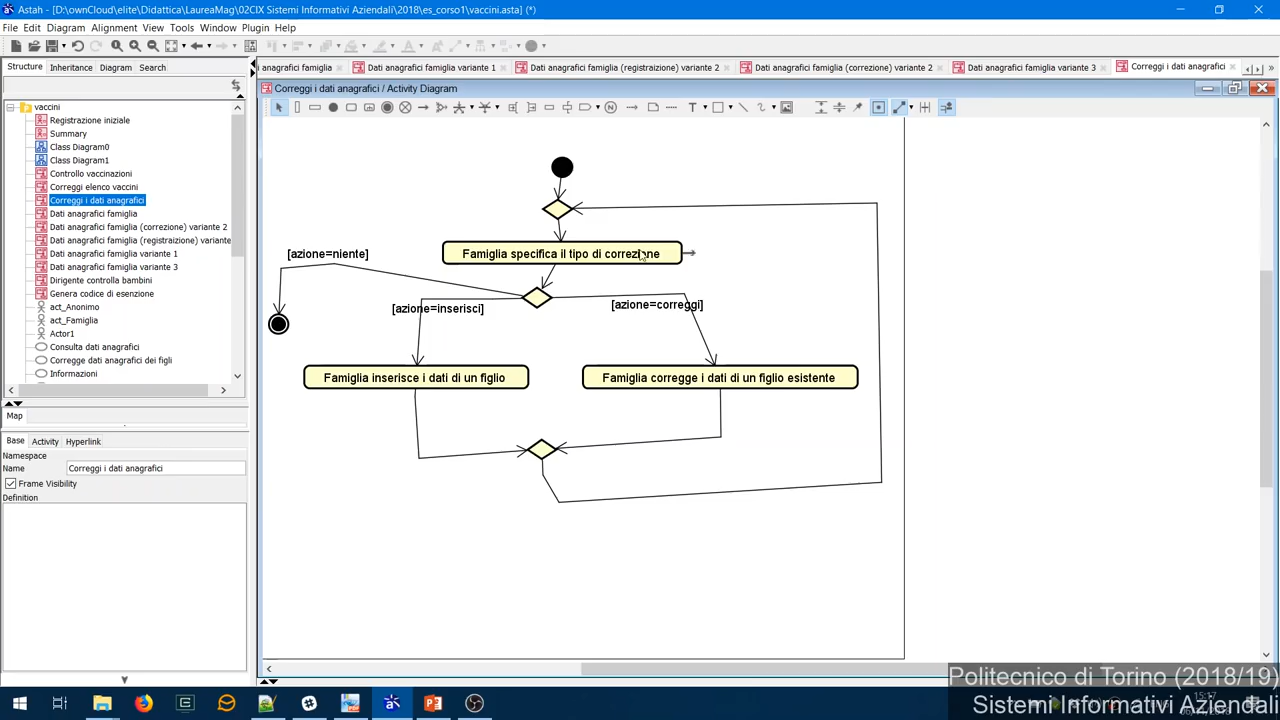 Astah - [D:\ownCloud\elite\Didattica\LaureaMag\02CIX Sistemi Informativi Aziendali\2018\es_corso1\vaccini.asta] (*)
File Edit Diagram Alignment View Tools Window Plugin Help
Structure Inheritance Diagram Search
i anagrafici famiglia
Dati anagrafici famiglia variante 1
Dati anagrafici famiglia (registraizione) variante 2
Dati anagrafici famiglia (correzione) variante 2
Dati anagrafici famiglia variante 3
Correggi i dati anagrafici
Correggi i dati anagrafici / Activity Diagram
vaccini
Registrazione iniziale
Summary
Class Diagram0
Class Diagram1
Controllo vaccinazioni
Correggi elenco vaccini
Correggi i dati anagrafici
Dati anagrafici famiglia
Dati anagrafici famiglia (correzione) variante 2
Dati anagrafici famiglia (registraizione) variante
Dati anagrafici famiglia variante 1
Dati anagrafici famiglia variante 3
Dirigente controlla bambini
Genera codice di esenzione
act_Anonimo
act_Famiglia
Actor1
Consulta dati anagrafici
Corregge dati anagrafici dei figli
Informazioni
Map
Base Activity Hyperlink
Namespace
Name Correggi i dati anagrafici
Frame Visibility
Definition
Famiglia specifica il tipo di correzione
[azione=niente]
[azione=inserisci]
[azione=correggi]
Famiglia inserisce i dati di un figlio
Famiglia corregge i dati di un figlio esistente
Politecnico di Torino (2018/19)
15:17
Sistemi Informativi Aziendali